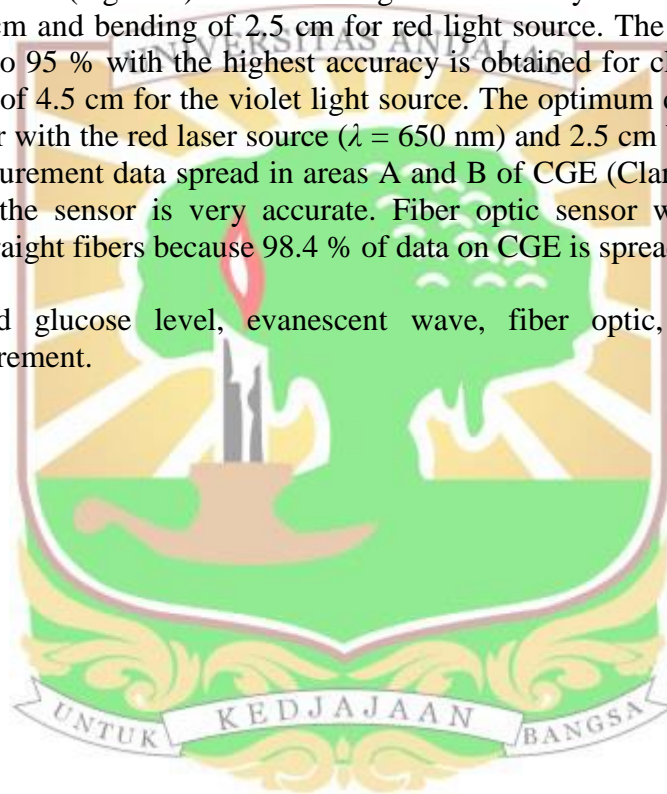 cm and bending of 2.5 cm for red light source. The
o 95 % with the highest accuracy is obtained for cl
UNIVERSITAS ANDALAS
of 4.5 cm for the violet light source. The optimum c
r with the red laser source (λ = 650 nm) and 2.5 cm
urement data spread in areas A and B of CGE (Clar
the sensor is very accurate. Fiber optic sensor w
raight fibers because 98.4 % of data on CGE is sprea
d glucose level, evanescent wave, fiber optic,
rement.
UNTUK KEDJAJAAN BANGSA